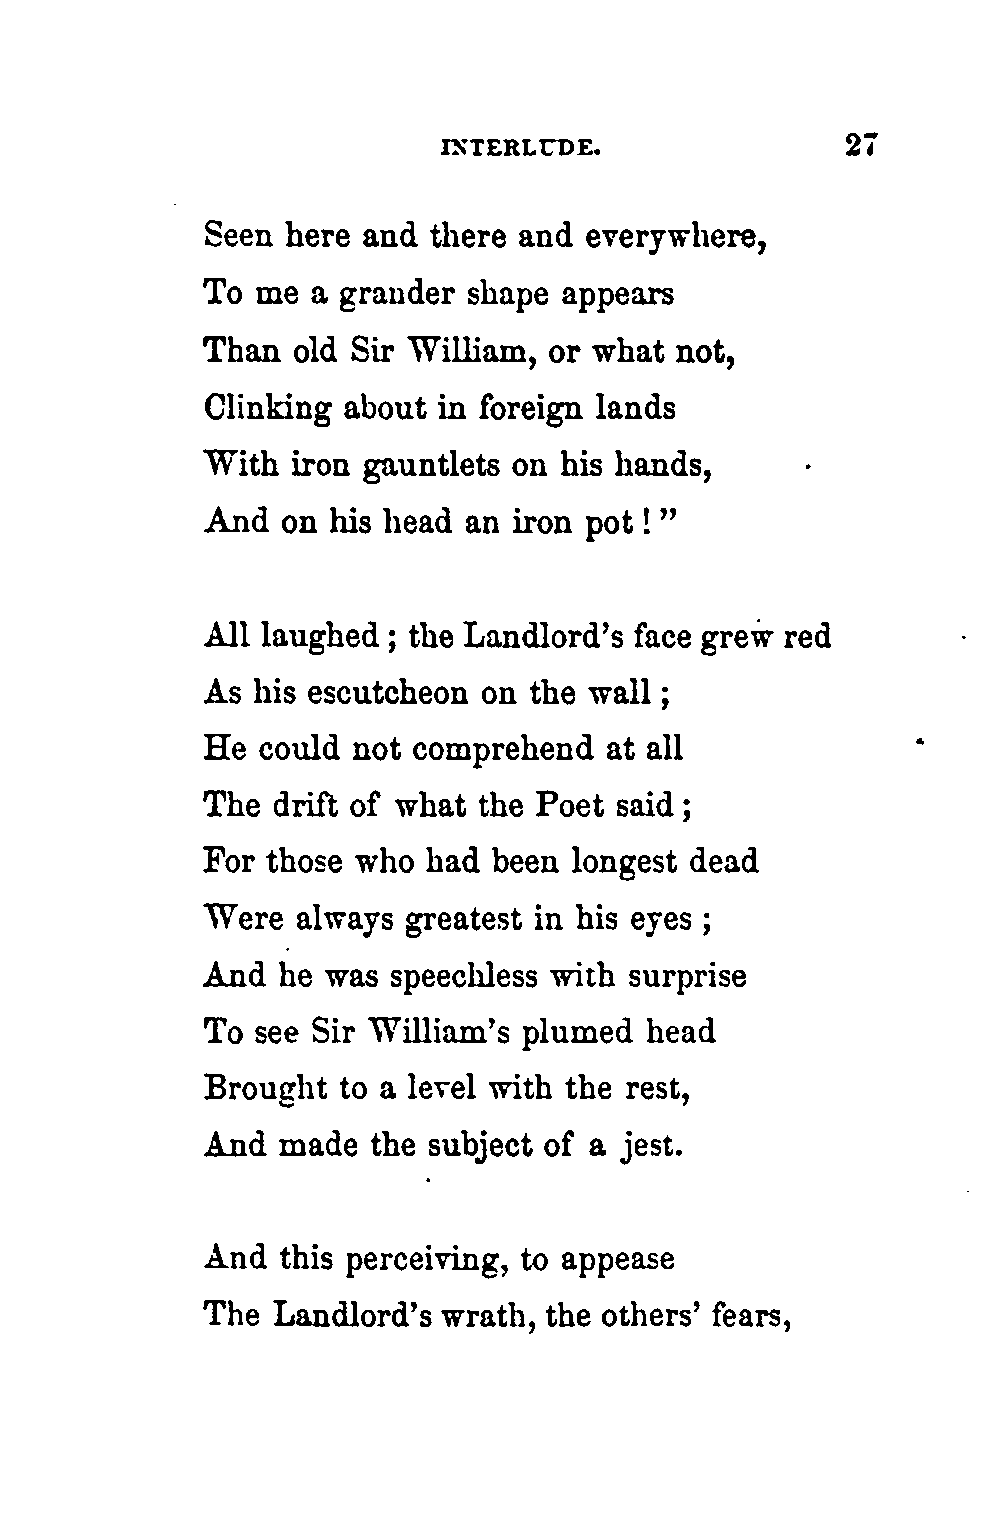 INTERLUDE. 27
Seen here and there and everywhere,
To me a grander shape appears
Than old Sir William, or what not,
Clinking about in foreign lands
With iron gauntlets on his hands,
And on his head an iron pot!"
All laughed; the Landlord's face grew red
As his escutcheon on the wall;
He could not comprehend at all
The drift of what the Poet said;
For those who had been longest dead
Were always greatest in his eyes;
And he was speechless with surprise
To see Sir William's plumed head
Brought to a level with the rest,
And made the subject of a jest.
And this perceiving, to appease
The Landlord's wrath, the others' fears,